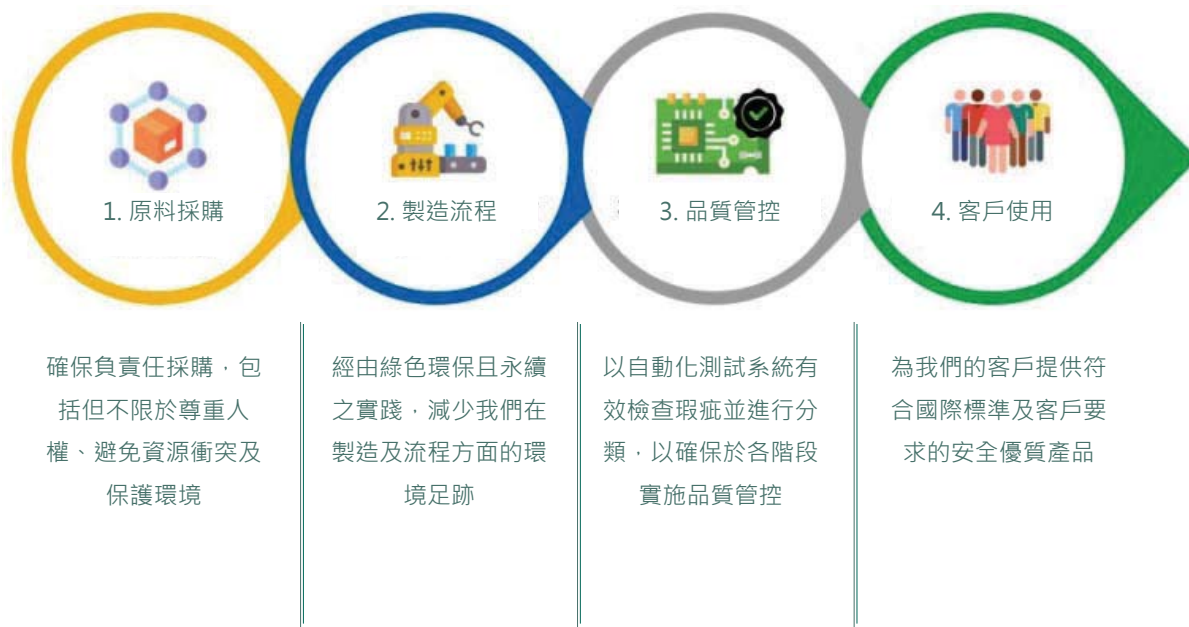 1. 原料採購
2. 製造流程
3. 品質管控
4. 客戶使用
確保負責任採購，包
括但不限於尊重人
權、避免資源衝突及
保護環境
經由綠色環保且永續
之實踐，減少我們在
製造及流程方面的環
境足跡
以自動化測試系統有
效檢查瑕疵並進行分
類，以確保於各階段
實施品質管控
為我們的客戶提供符
合國際標準及客戶要
求的安全優質產品